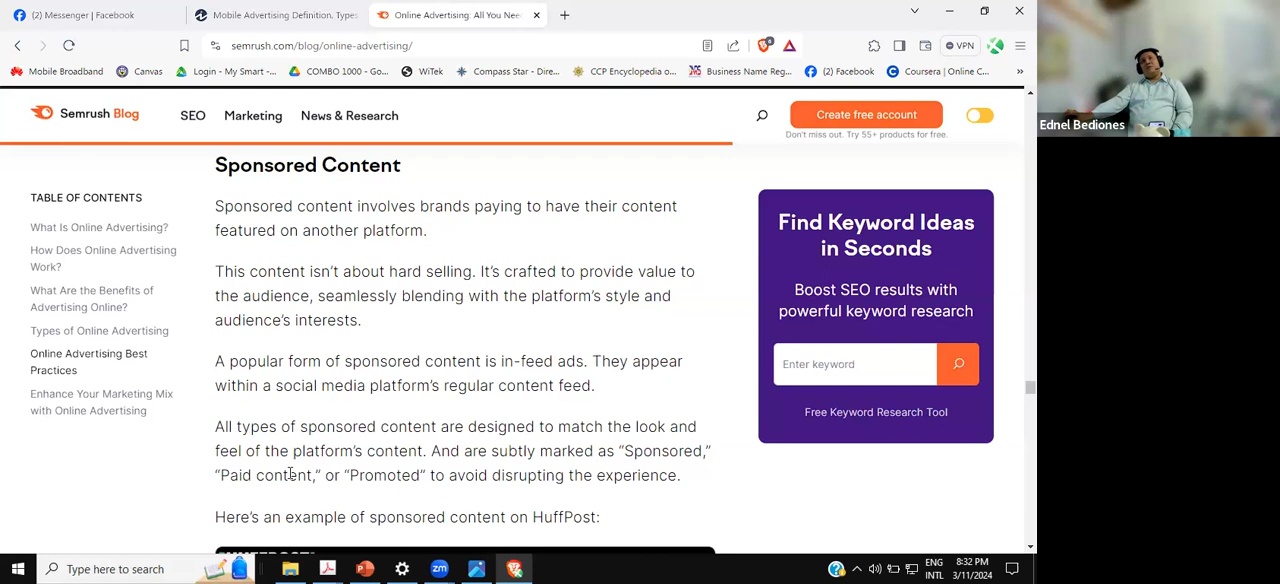 (2) Messenger | Facebook
Mobile Advertising Definition, Types
Online Advertising: All You Nee
semrush.com/blog/online-advertising/
VPN
Mobile Broadband
Canvas
Login - My Smart -...
COMBO 1000 - Go...
WiTek
Compass Star - Dire...
CCP Encyclopedia o...
Business Name Reg...
(2) Facebook
Coursera | Online C...
Semrush Blog
SEO
Marketing
News & Research
Create free account
Don't miss out. Try 55+ products for free.
Ednel Bediones
TABLE OF CONTENTS
What Is Online Advertising?
How Does Online Advertising
Work?
What Are the Benefits of
Advertising Online?
Types of Online Advertising
Online Advertising Best
Practices
Enhance Your Marketing Mix
with Online Advertising
Sponsored Content
Sponsored content involves brands paying to have their content
featured on another platform.
This content isn't about hard selling. It's crafted to provide value to
the audience, seamlessly blending with the platform's style and
audience's interests.
A popular form of sponsored content is in-feed ads. They appear
within a social media platform's regular content feed.
All types of sponsored content are designed to match the look and
feel of the platform's content. And are subtly marked as “Sponsored,”
“Paid content,” or “Promoted” to avoid disrupting the experience.
Here's an example of sponsored content on HuffPost:
Find Keyword Ideas
in Seconds
Boost SEO results with
powerful keyword research
Enter keyword
Free Keyword Research Tool
Type here to search
zm
ENG
INTL
8:32 PM
3/11/2024